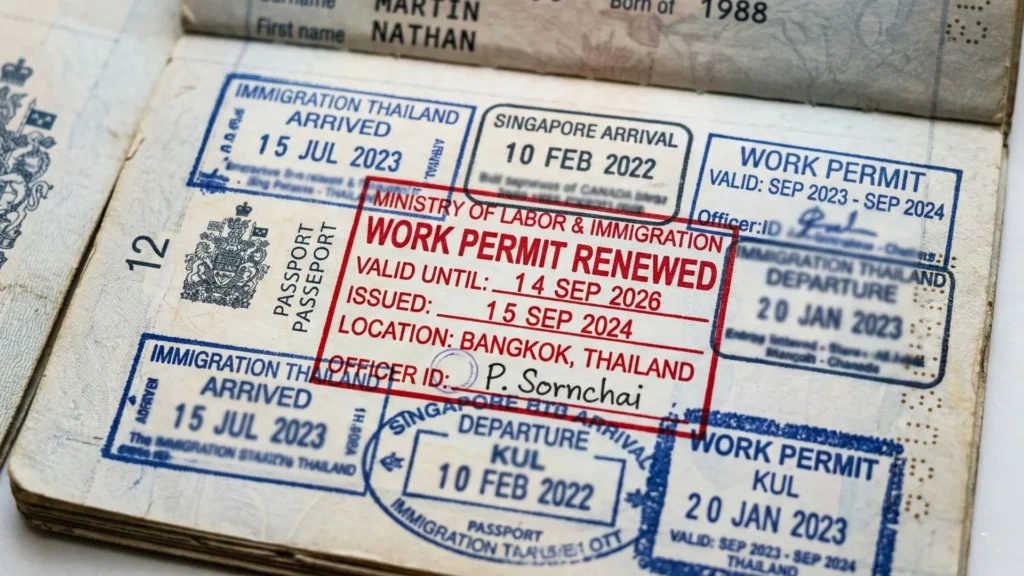 MARTIN
Born of 1988
First name NATHAN
12
PASSPORT
PASSEPORT
IMMIGRATION THAILAND
ARRIVED
15 JUL 2023
SINGAPORE ARRIVAL
10 FEB 2022
WORK PERMIT
VALID: SEP 2023 - SEP 2024
Officer:ID
MINISTRY OF LABOR & IMMIGRATION
WORK PERMIT RENEWED
VALID UNTIL: 14 SEP 2026
ISSUED: 15 SEP 2024
LOCATION: BANGKOK, THAILAND
OFFICER ID: P. Sornchai
IMMIGRATION THAILAND
DEPARTURE
20 JAN 2023
IMMIGRATION THAILAND
ARRIVED
15 JUL 2023
SINGAPORE ARRIVAL
DEPARTURE
KUL
10 FEB 2022
PASSPORT
IMMIGRATION
WORK PERMIT
KUL
20 JAN 2023
VALID: SEP 2023 - SEP 2024
THAILAND